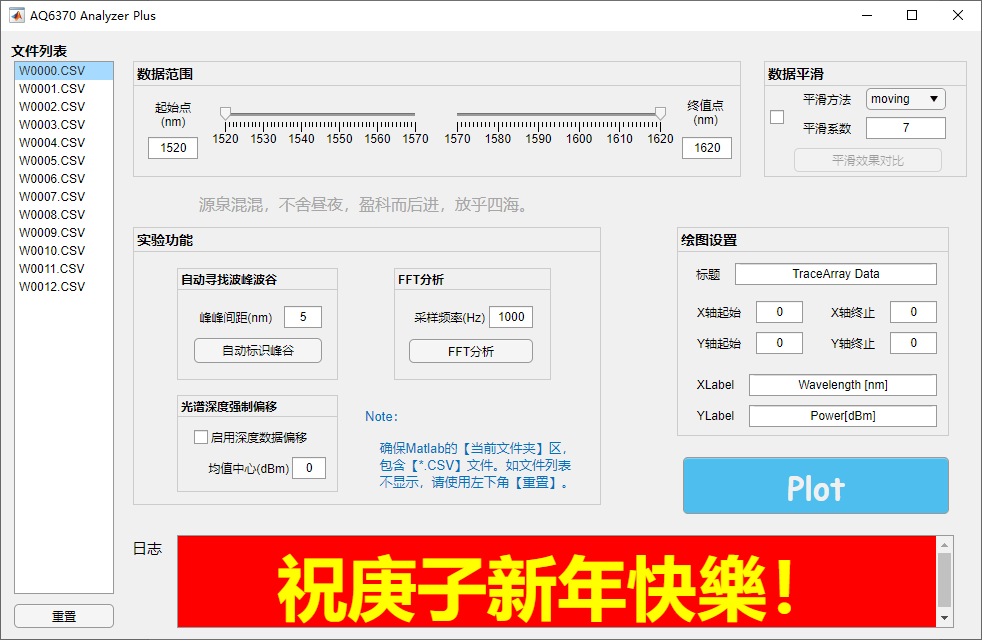 AQ6370 Analyzer Plus
文件列表
W0000.CSV
W0001.CSV
W0002.CSV
W0003.CSV
W0004.CSV
W0005.CSV
W0006.CSV
W0007.CSV
W0008.CSV
W0009.CSV
W0010.CSV
W0011.CSV
W0012.CSV
重置
数据范围
起始点
(nm)
1520
1520 1530 1540 1550 1560 1570
1570 1580 1590 1600 1610 1620
终值点
(nm)
1620
数据平滑
平滑方法 moving
平滑系数 7
平滑效果对比
源泉混混，不舍昼夜，盈科而后进，放乎四海。
实验功能
自动寻找波峰波谷
峰峰间距(nm) 5
自动标识峰谷
FFT分析
采样频率(Hz) 1000
FFT分析
光谱深度强制偏移
启用深度数据偏移
均值中心(dBm) 0
Note：
确保Matlab的【当前文件夹】区，
包含【*.CSV】文件。如文件列表
不显示，请使用左下角【重置】。
绘图设置
标题 TraceArray Data
X轴起始 0 X轴终止 0
Y轴起始 0 Y轴终止 0
XLabel Wavelength [nm]
YLabel Power[dBm]
Plot
日志
祝庚子新年快樂！